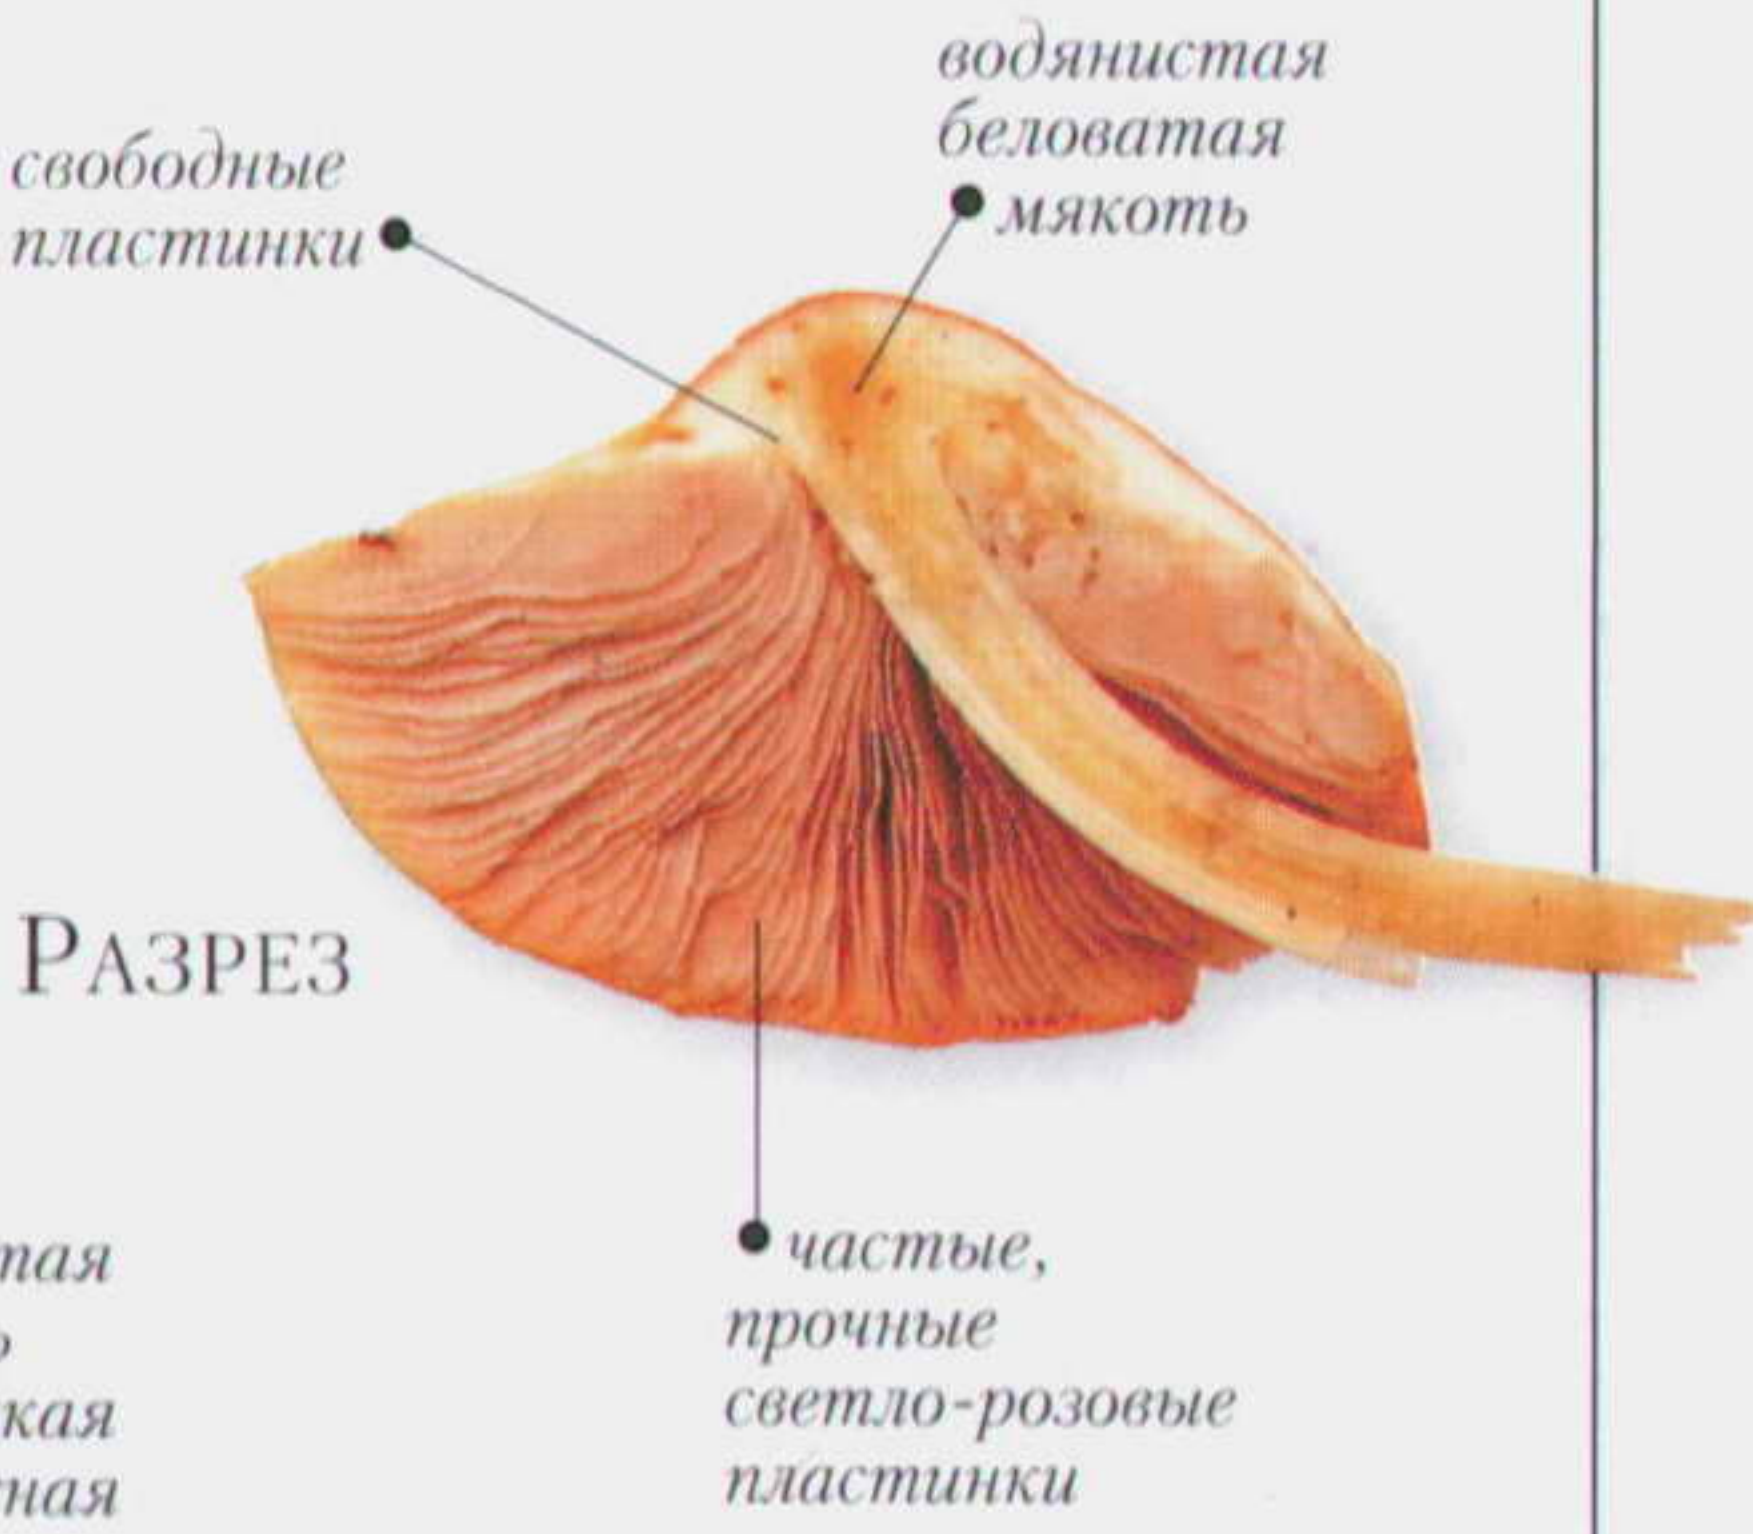 водянистая
беловатая
мякоть
свободные
пластинки
РАЗРЕЗ
частые,
прочные
светло-розовые
пластинки